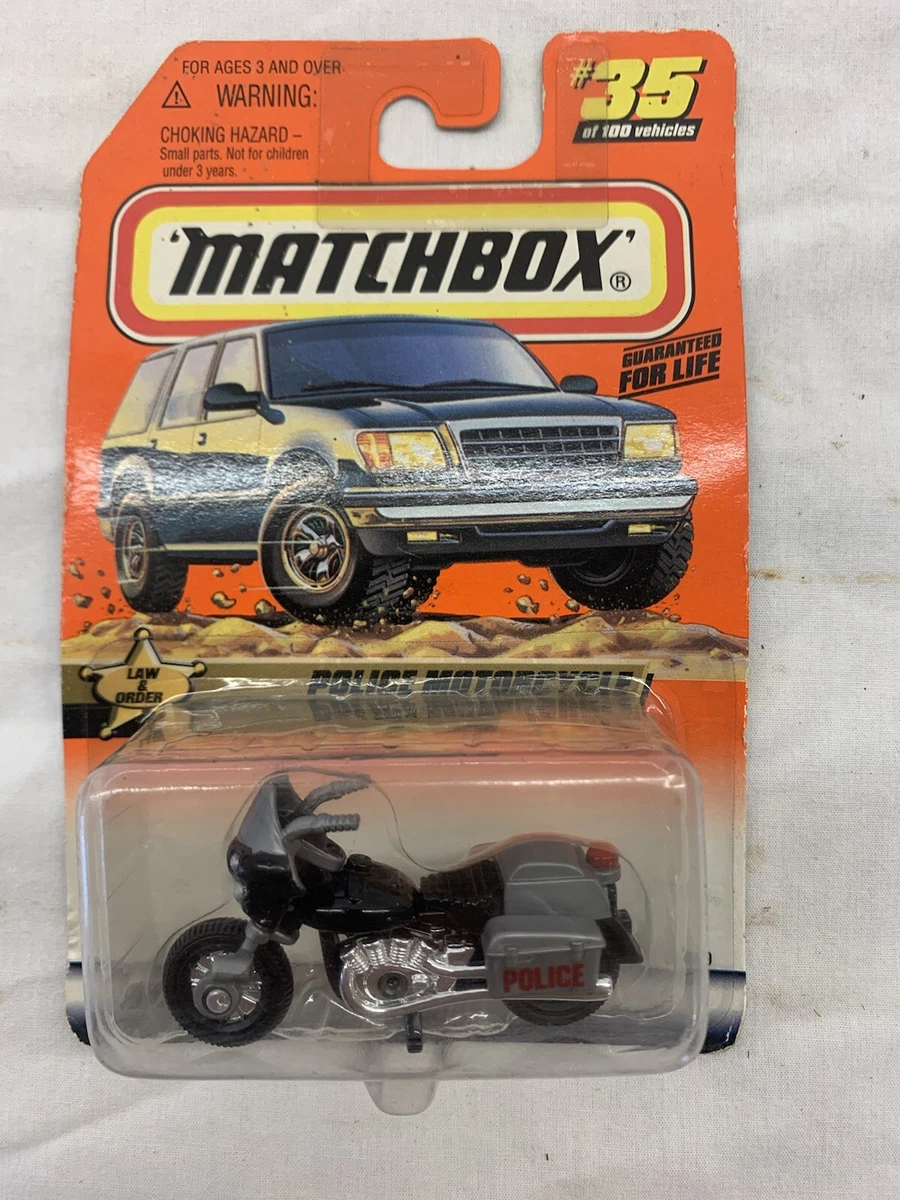 FOR AGES 3 AND OVER
WARNING:
CHOKING HAZARD –
Small parts. Not for children
under 3 years.
#35
of 100 vehicles
'MATCHBOX'®
GUARANTEED
FOR LIFE
LAW
&
ORDER
POLICE MOTORCYCLE
POLICE